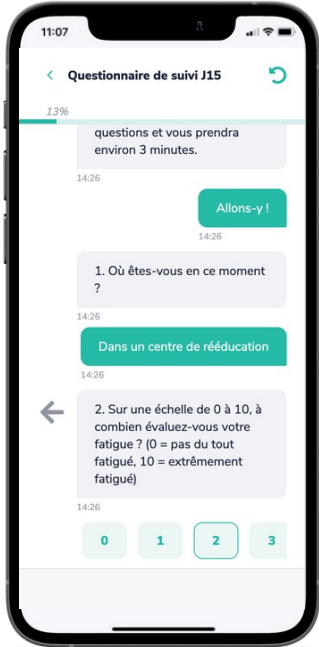 11:07
Questionnaire de suivi J15
13%
questions et vous prendra
environ 3 minutes.
14:26
Allons-y !
14:26
1. Où êtes-vous en ce moment
?
14:26
Dans un centre de rééducation
14:26
2. Sur une échelle de 0 à 10, à
combien évaluez-vous votre
fatigue ? (0 = pas du tout
fatigué, 10 = extrêmement
fatigué)
14:26
0 1 2 3